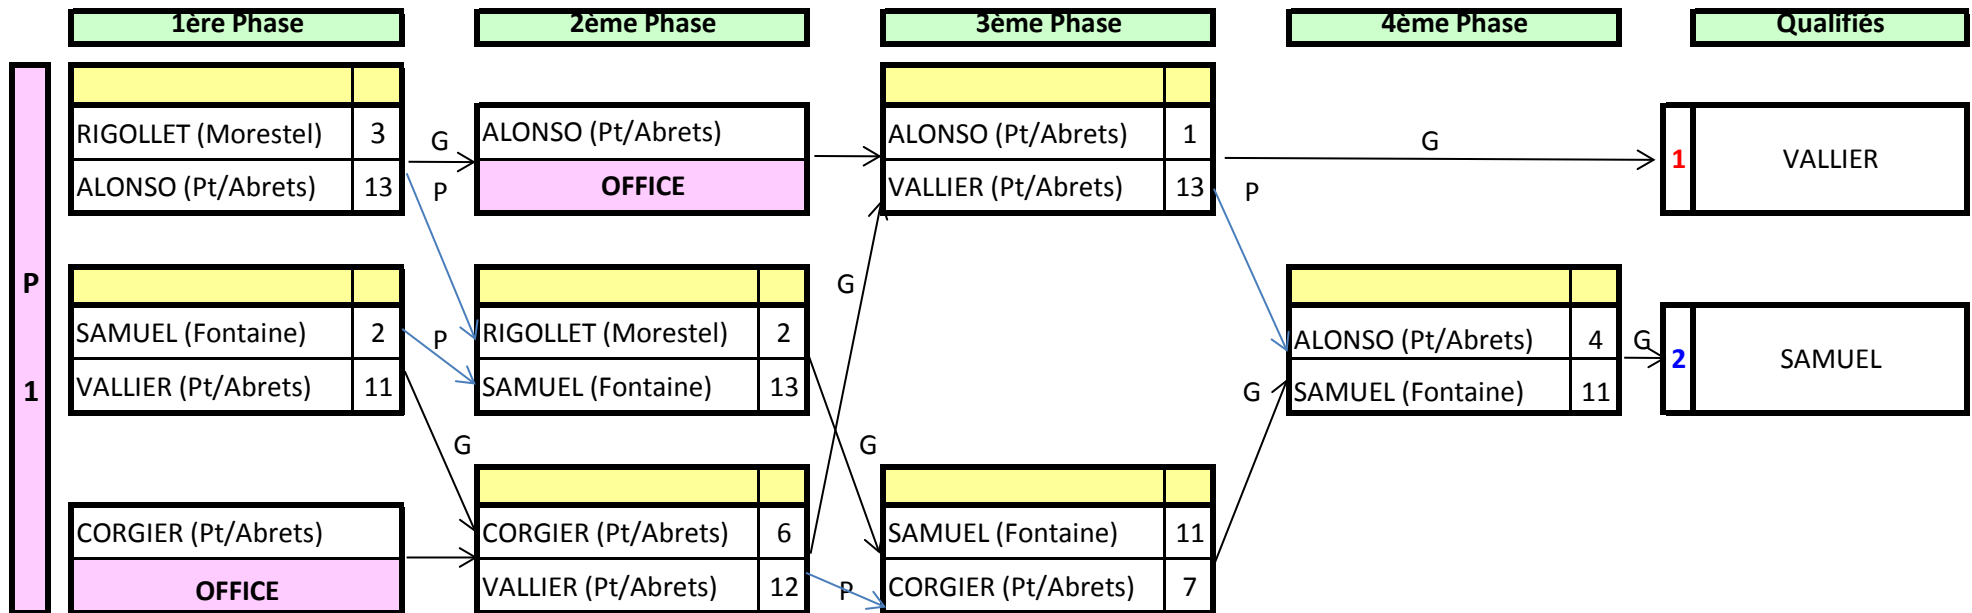 1ère Phase 2ème Phase 3ème Phase 4ème Phase Qualifiés
RIGOLLET (Morestel) 3 G ALONSO (Pt/Abrets) ALONSO (Pt/Abrets) 1 G 1 VALLIER
ALONSO (Pt/Abrets) 13 P OFFICE VALLIER (Pt/Abrets) 13 P
P G
SAMUEL (Fontaine) 2 P RIGOLLET (Morestel) 2 ALONSO (Pt/Abrets) 4 G 2 SAMUEL
1 VALLIER (Pt/Abrets) 11 SAMUEL (Fontaine) 13 G SAMUEL (Fontaine) 11
G G
CORGIER (Pt/Abrets) CORGIER (Pt/Abrets) 6 SAMUEL (Fontaine) 11
OFFICE VALLIER (Pt/Abrets) 12 P CORGIER (Pt/Abrets) 7